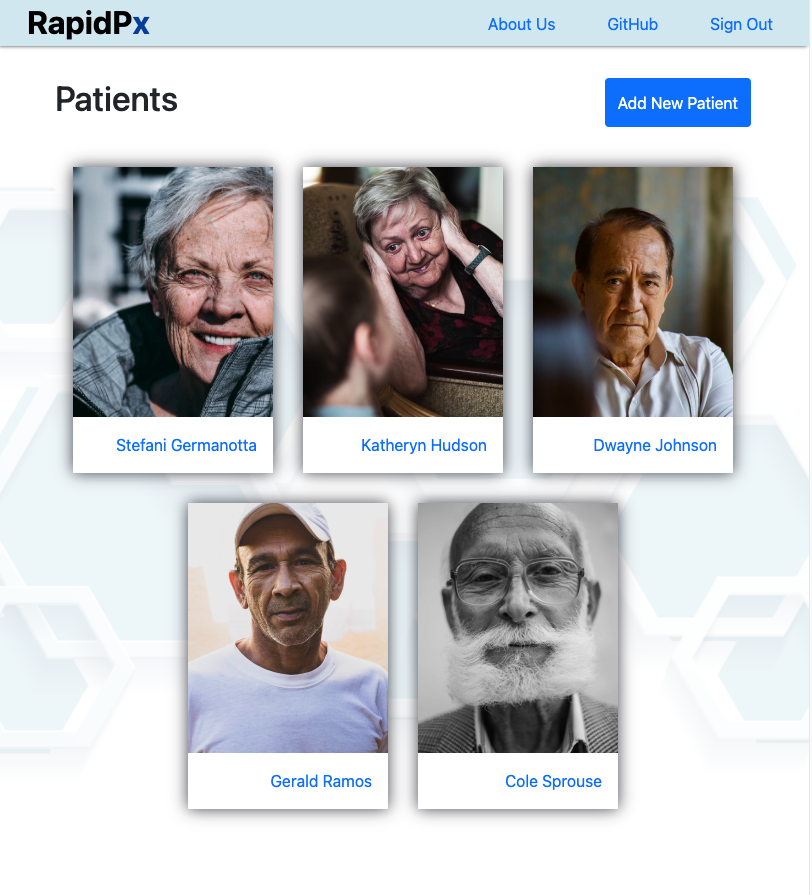 RapidPx
About Us
GitHub
Sign Out
Patients
Add New Patient
Stefani Germanotta
Katheryn Hudson
Dwayne Johnson
Gerald Ramos
Cole Sprouse